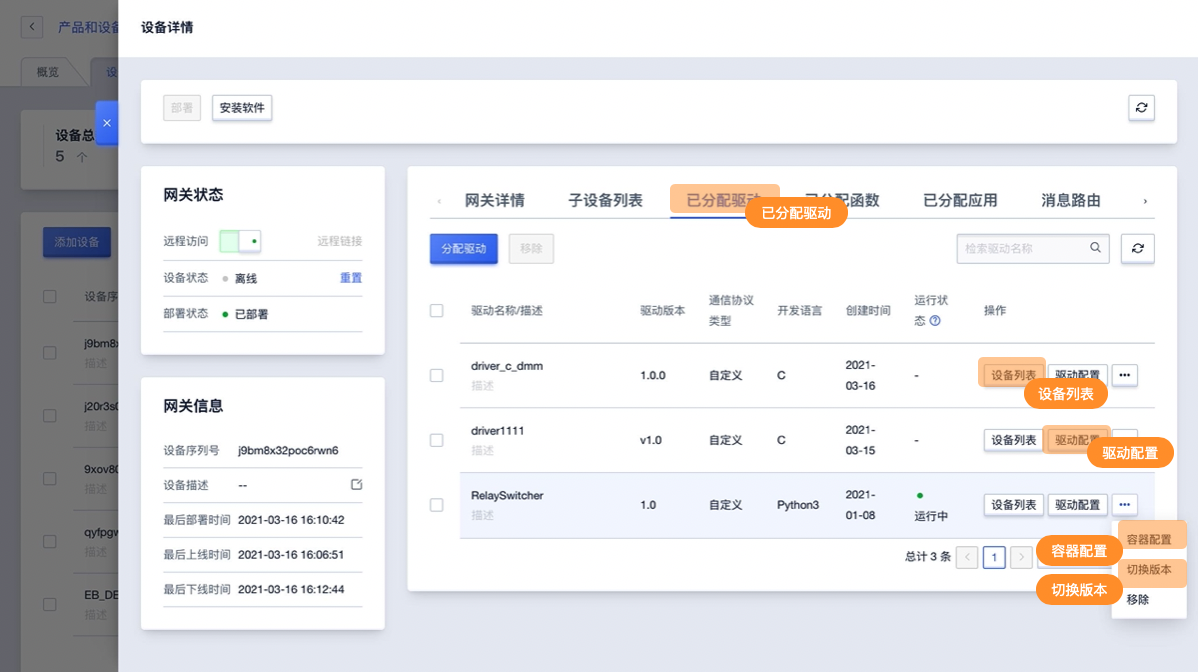 产品和设备
设备详情
概览
设
部署
安装软件
设备总
5 个
网关状态
远程访问
远程链接
设备状态
离线
重置
部署状态
已部署
网关详情
子设备列表
已分配驱动
已分配驱动
已分配函数
已分配应用
消息路由
添加设备
分配驱动
移除
检索驱动名称
设备序
驱动名称/描述
驱动版本
通信协议
类型
开发语言
创建时间
运行状
态
操作
j9bm8x
描述
driver_c_dmm
描述
1.0.0
自定义
C
2021-
03-16
-
设备列表
驱动配置
设备列表
网关信息
j20r3s0
描述
driver1111
描述
v1.0
自定义
C
2021-
03-15
-
设备列表
驱动配置
驱动配置
设备序列号
j9bm8x32poc6rwn6
设备描述
--
9xov80
描述
RelaySwitcher
描述
1.0
自定义
Python3
2021-
01-08
运行中
设备列表
驱动配置
最后部署时间
2021-03-16 16:10:42
最后上线时间
2021-03-16 16:06:51
最后下线时间
2021-03-16 16:12:44
qyfpgw
描述
总计 3 条
1
容器配置
容器配置
切换版本
切换版本
移除
EB_DE
描述